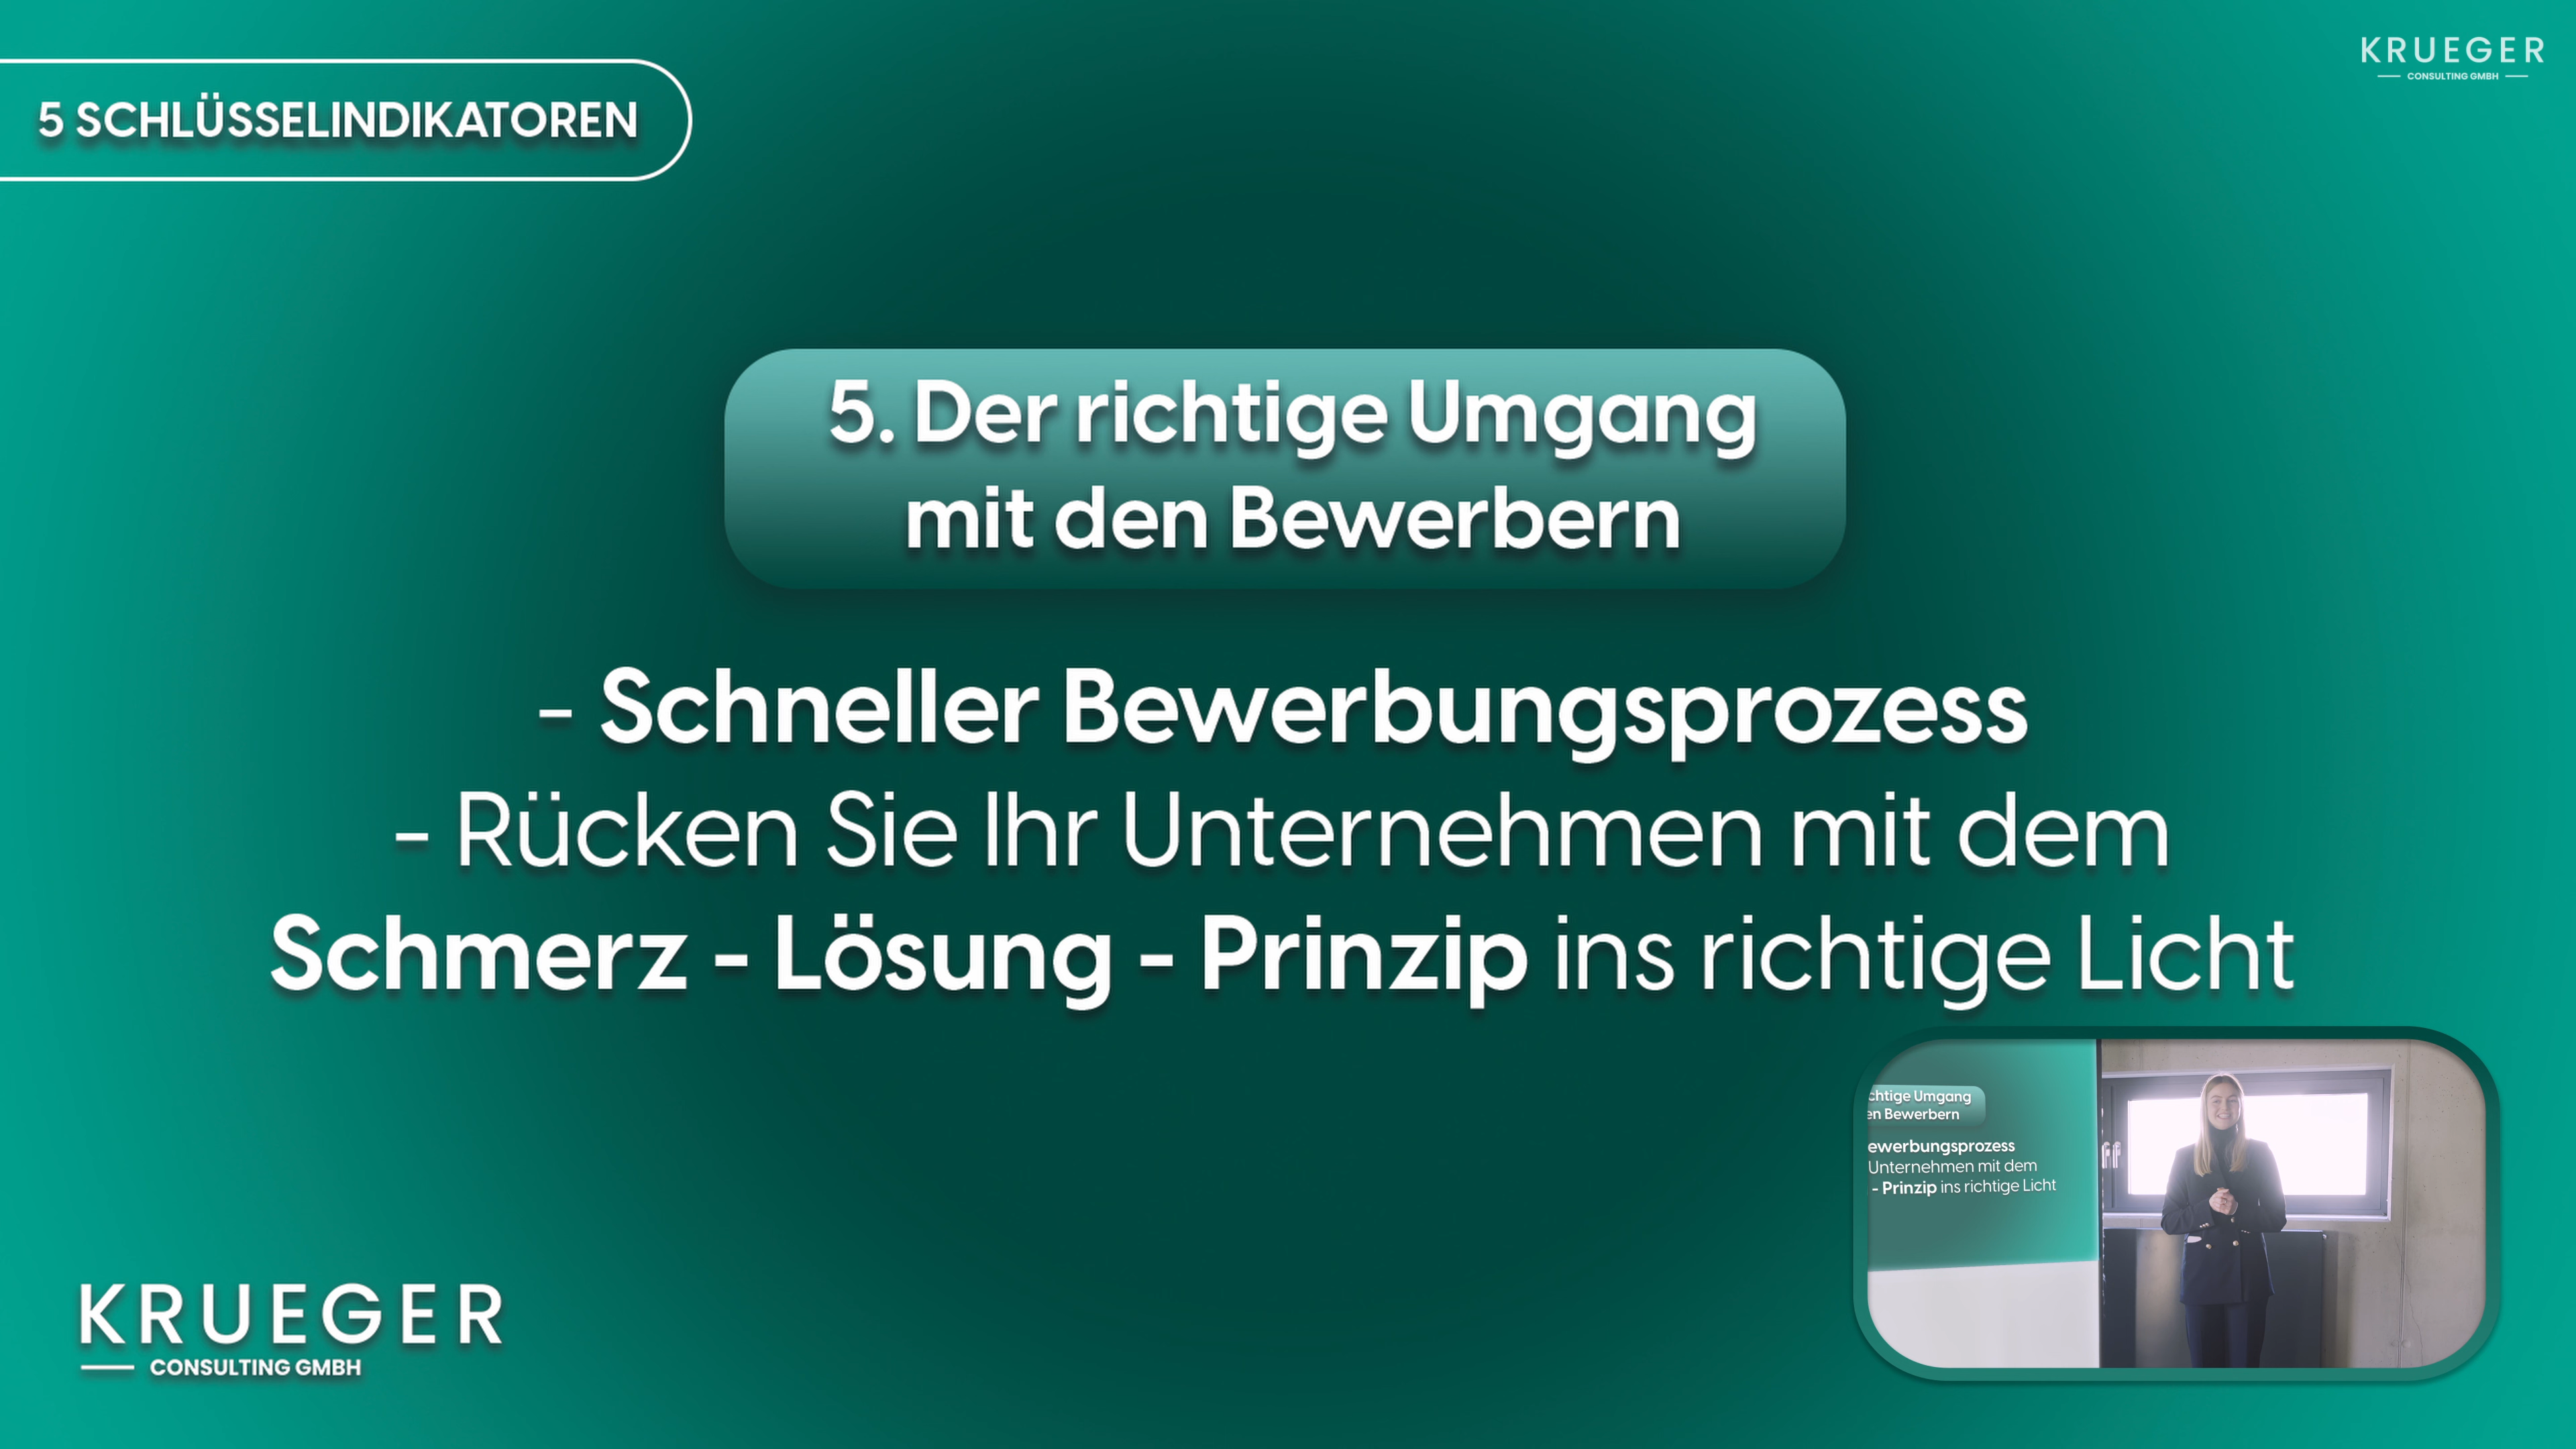 5 SCHLÜSSELINDIKATOREN
KRUEGER
CONSULTING GMBH
5. Der richtige Umgang
mit den Bewerbern
- Schneller Bewerbungsprozess
- Rücken Sie Ihr Unternehmen mit dem
Schmerz - Lösung - Prinzip ins richtige Licht
chtige Umgang
en Bewerbern
ewerbungsprozess
Unternehmen mit dem
- Prinzip ins richtige Licht
KRUEGER
CONSULTING GMBH